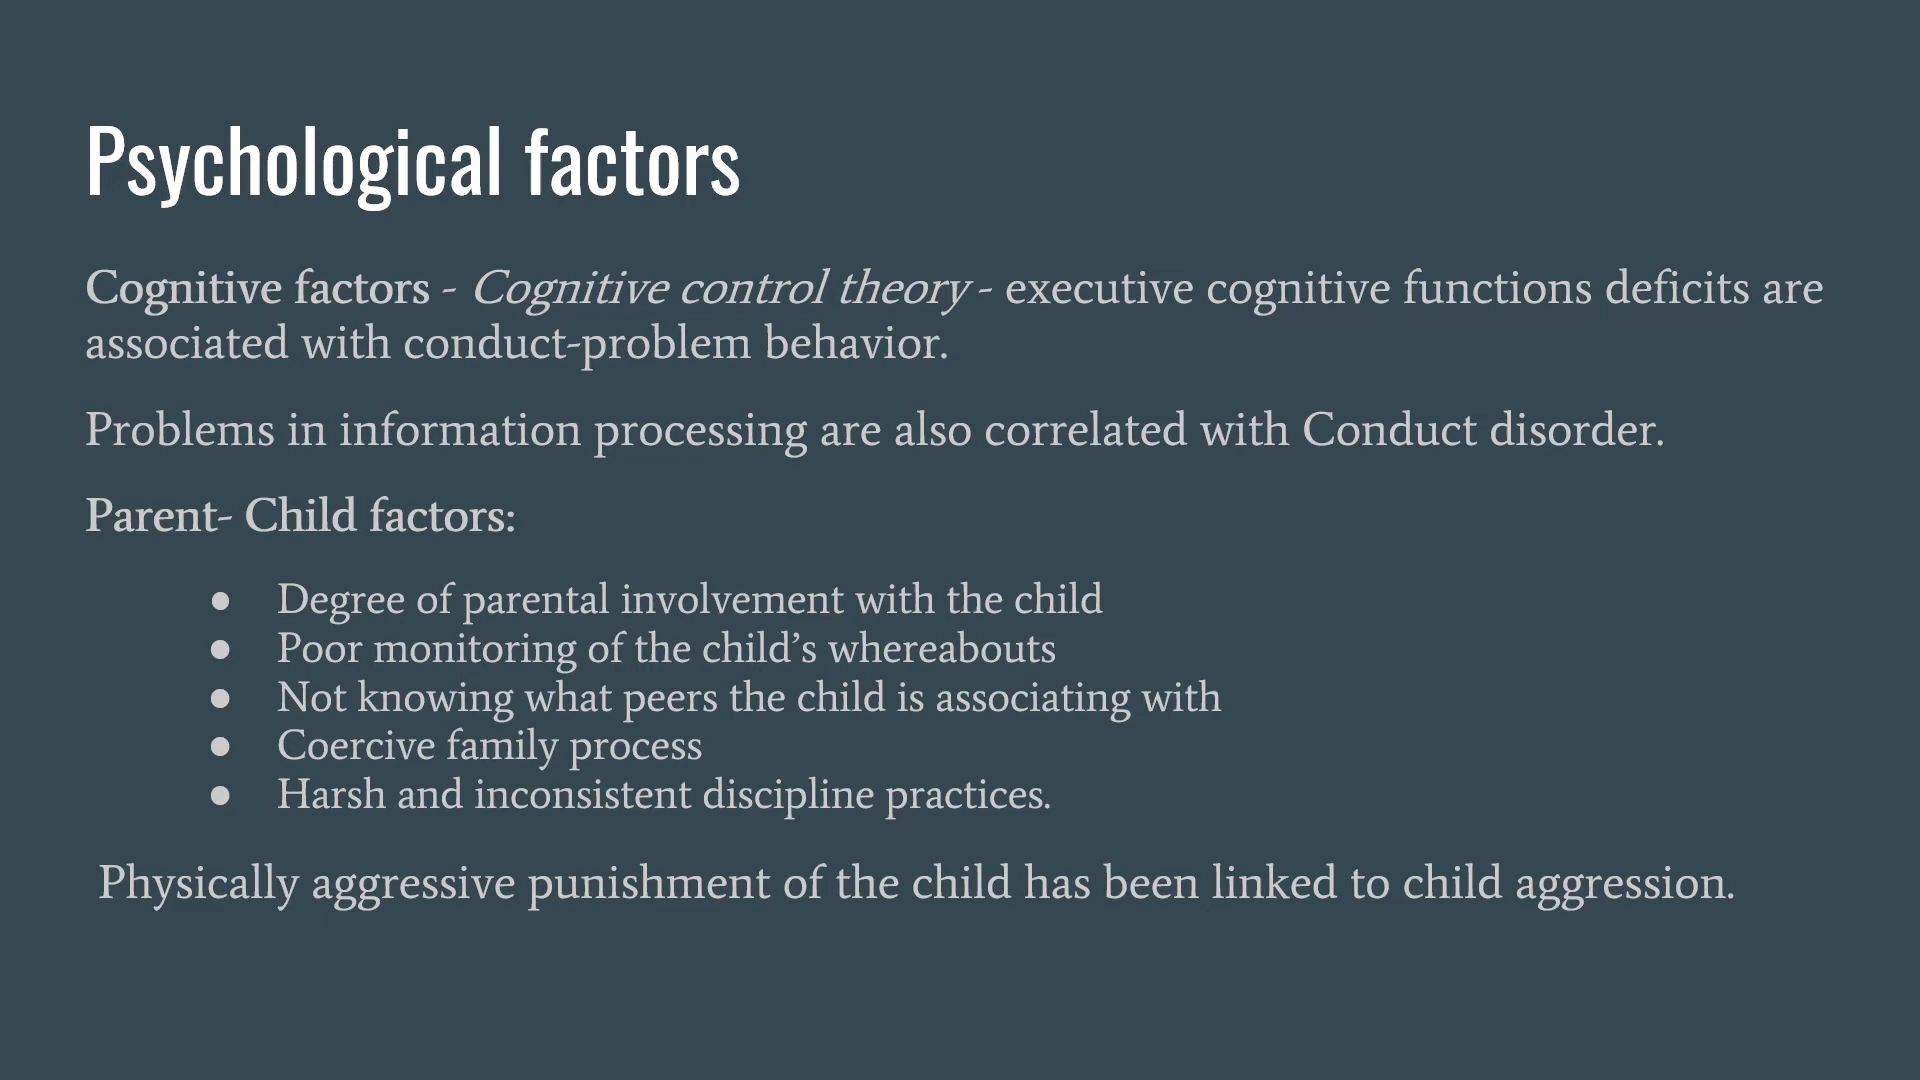 Psychological factors
Cognitive factors - Cognitive control theory - executive cognitive functions deficits are
associated with conduct-problem behavior.
Problems in information processing are also correlated with Conduct disorder.
Parent- Child factors:
● Degree of parental involvement with the child
● Poor monitoring of the child’s whereabouts
● Not knowing what peers the child is associating with
● Coercive family process
● Harsh and inconsistent discipline practices.
Physically aggressive punishment of the child has been linked to child aggression.